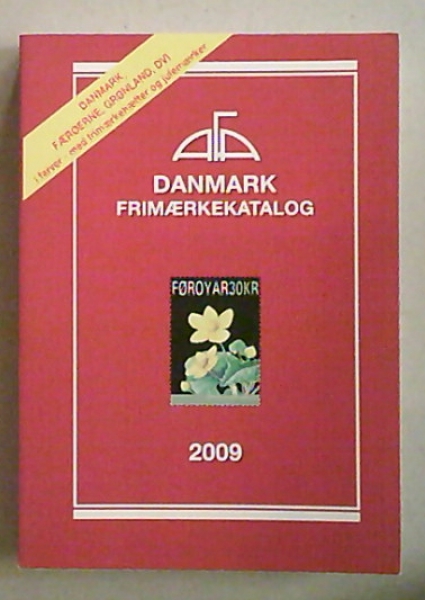 DANMARK,
FÆRØERNE, GRØNLAND, DVI
i farver - med frimærkehæfter og julemærker
AFA
DANMARK
FRIMÆRKEKATALOG
FØROYAR 30KR
2009